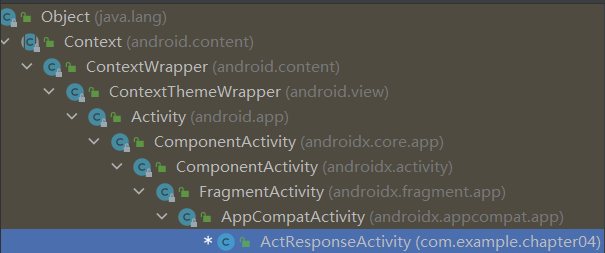 Object (java.lang)
Context (android.content)
ContextWrapper (android.content)
ContextThemeWrapper (android.view)
Activity (android.app)
ComponentActivity (androidx.core.app)
ComponentActivity (androidx.activity)
FragmentActivity (androidx.fragment.app)
AppCompatActivity (androidx.appcompat.app)
* ActResponseActivity (com.example.chapter04)